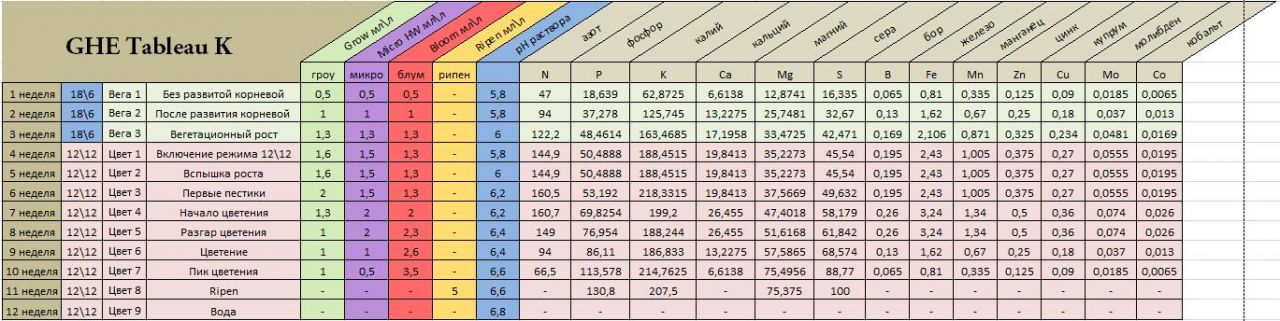 GHE Tableau K
Grow мл\л Micro HW мл\л Bloom мл\л Ripen мл\л pH раствора азот фосфор калий кальций магний сера бор железо манганец цинк купрум молибден кобальт
гроу микро блум рипен N P K Ca Mg S B Fe Mn Zn Cu Mo Co
1 неделя 18\6 Вега 1 Без развитой корневой 0,5 0,5 0,5 - 5,8 47 18,639 62,8725 6,6138 12,8741 16,335 0,065 0,81 0,335 0,125 0,09 0,0185 0,0065
2 неделя 18\6 Вега 2 После развития корневой 1 1 1 - 5,8 94 37,278 125,745 13,2275 25,7481 32,67 0,13 1,62 0,67 0,25 0,18 0,037 0,013
3 неделя 18\6 Вега 3 Вегетационный рост 1,3 1,3 1,3 - 6 122,2 48,4614 163,4685 17,1958 33,4725 42,471 0,169 2,106 0,871 0,325 0,234 0,0481 0,0169
4 неделя 12\12 Цвет 1 Включение режима 12\12 1,6 1,5 1,3 - 5,8 144,9 50,4888 188,4515 19,8413 35,2273 45,54 0,195 2,43 1,005 0,375 0,27 0,0555 0,0195
5 неделя 12\12 Цвет 2 Вспышка роста 1,6 1,5 1,3 - 6 144,9 50,4888 188,4515 19,8413 35,2273 45,54 0,195 2,43 1,005 0,375 0,27 0,0555 0,0195
6 неделя 12\12 Цвет 3 Первые пестики 2 1,5 1,3 - 6,2 160,5 53,192 218,3315 19,8413 37,5669 49,632 0,195 2,43 1,005 0,375 0,27 0,0555 0,0195
7 неделя 12\12 Цвет 4 Начало цветения 1,3 2 2 - 6,2 160,7 69,8254 199,2 26,455 47,4018 58,179 0,26 3,24 1,34 0,5 0,36 0,074 0,026
8 неделя 12\12 Цвет 5 Разгар цветения 1 2 2,3 - 6,4 149 76,954 188,244 26,455 51,6168 61,842 0,26 3,24 1,34 0,5 0,36 0,074 0,026
9 неделя 12\12 Цвет 6 Цветение 1 1 2,6 - 6,4 94 86,11 186,833 13,2275 57,5865 68,574 0,13 1,62 0,67 0,25 0,18 0,037 0,013
10 неделя 12\12 Цвет 7 Пик цветения 1 0,5 3,5 - 6,6 66,5 113,578 214,7625 6,6138 75,4956 88,77 0,065 0,81 0,335 0,125 0,09 0,0185 0,0065
11 неделя 12\12 Цвет 8 Ripen - - - 5 6,6 - 130,8 207,5 - 75,375 100 - - - - - - -
12 неделя 12\12 Цвет 9 Вода - - - - 6,8 - - - - - - - - - - - - -